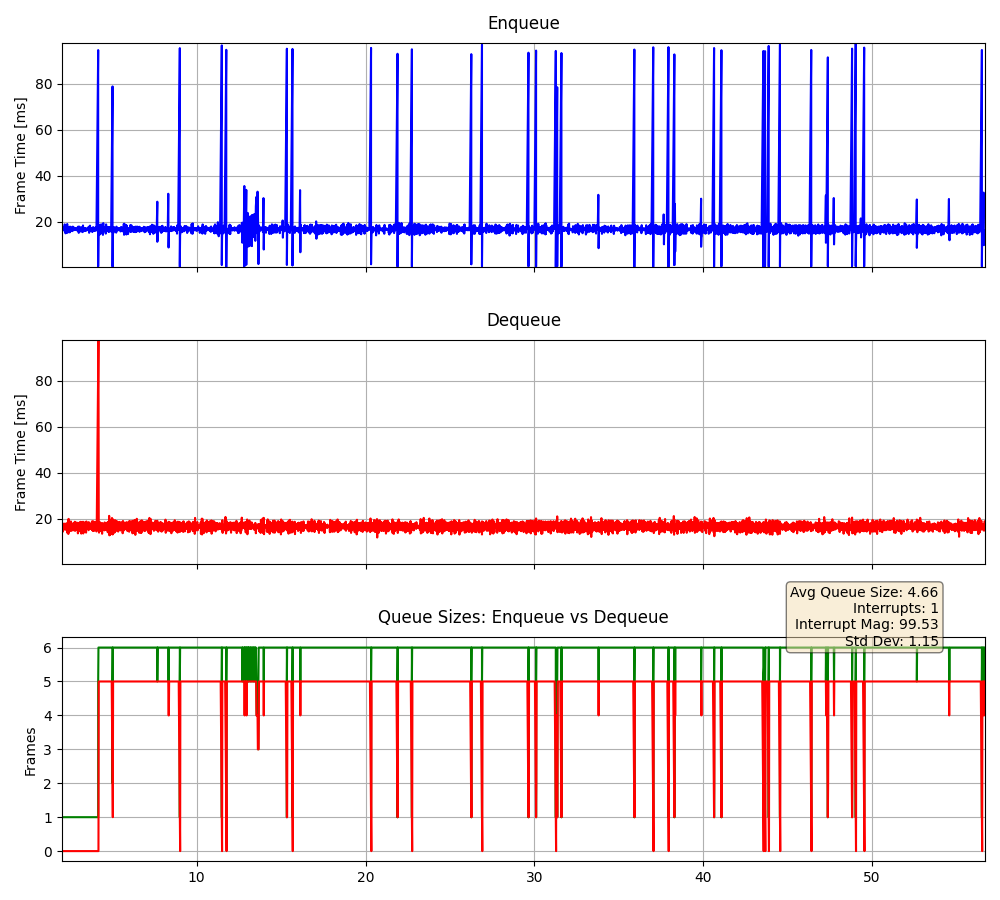 Enqueue
Frame Time [ms]
80
60
40
20
Dequeue
Frame Time [ms]
80
60
40
20
Avg Queue Size: 4.66
Interrupts: 1
Interrupt Mag: 99.53
Std Dev: 1.15
Queue Sizes: Enqueue vs Dequeue
Frames
6
5
4
3
2
1
0
10 20 30 40 50